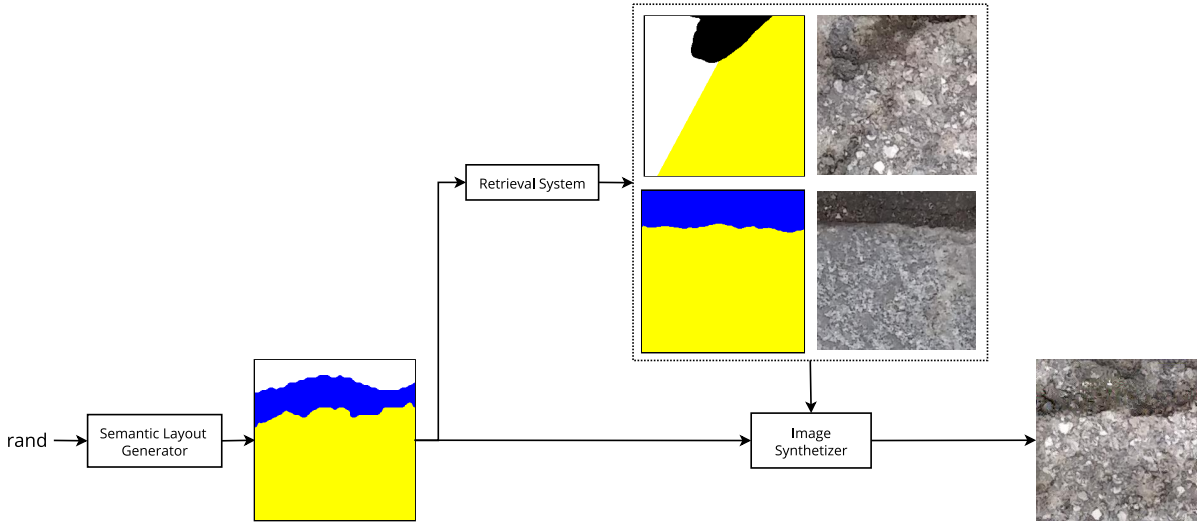 Retrieval System
rand
Semantic Layout
Generator
Image
Synthetizer